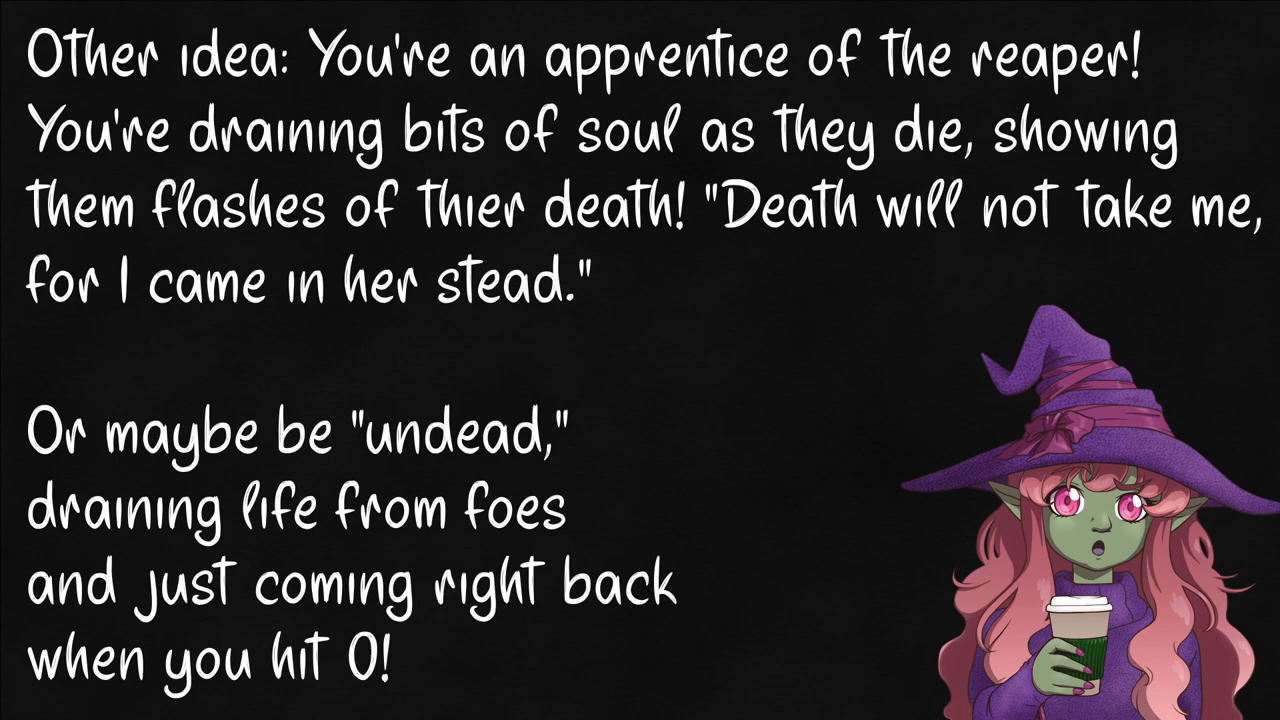 Other idea: You're an apprentice of the reaper!
You're draining bits of soul as they die, showing
them flashes of thier death! "Death will not take me,
for I came in her stead."
Or maybe be "undead,"
draining life from foes
and just coming right back
when you hit 0!